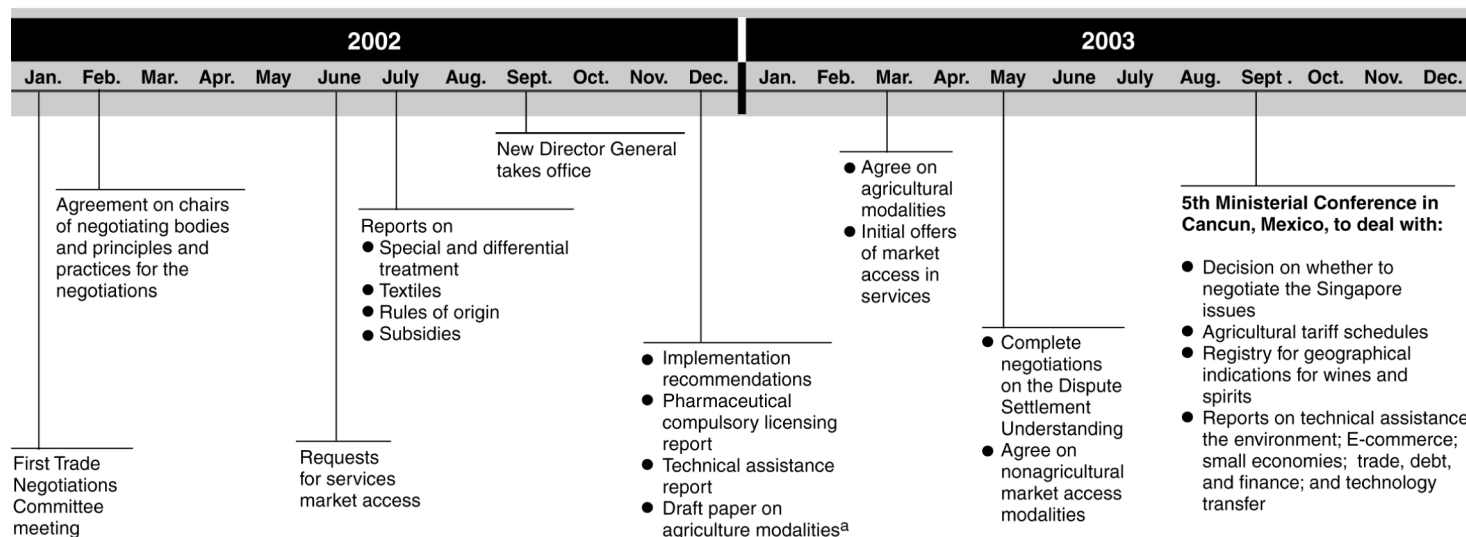 2002
2003
Jan. Feb. Mar. Apr. May June July Aug. Sept. Oct. Nov. Dec.
Jan. Feb. Mar. Apr. May June July Aug. Sept . Oct. Nov. Dec.
First Trade
Negotiations
Committee
meeting
Agreement on chairs
of negotiating bodies
and principles and
practices for the
negotiations
Requests
for services
market access
Reports on
● Special and differential
treatment
● Textiles
● Rules of origin
● Subsidies
New Director General
takes office
● Implementation
recommendations
● Pharmaceutical
compulsory licensing
report
● Technical assistance
report
● Draft paper on
agriculture modalitiesᵃ
● Agree on
agricultural
modalities
● Initial offers
of market
access in
services
● Complete
negotiations
on the Dispute
Settlement
Understanding
● Agree on
nonagricultural
market access
modalities
5th Ministerial Conference in
Cancun, Mexico, to deal with:
● Decision on whether to
negotiate the Singapore
issues
● Agricultural tariff schedules
● Registry for geographical
indications for wines and
spirits
● Reports on technical assistance
the environment; E-commerce;
small economies; trade, debt,
and finance; and technology
transfer